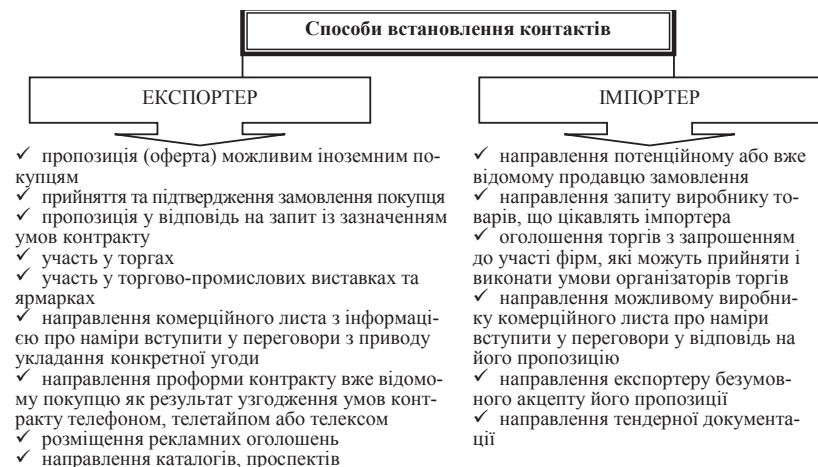 Способи встановлення контактів
ЕКСПОРТЕР
✓ пропозиція (оферта) можливим іноземним по-
купцям
✓ прийняття та підтвердження замовлення покупця
✓ пропозиція у відповідь на запит із зазначенням
умов контракту
✓ участь у торгах
✓ участь у торгово-промислових виставках та
ярмарках
✓ направлення комерційного листа з інформаці-
єю про наміри вступити у переговори з приводу
укладання конкретної угоди
✓ направлення проформи контракту вже відомо-
му покупцю як результат узгодження умов конт-
ракту телефоном, телетайпом або телексом
✓ розміщення рекламних оголошень
✓ направлення каталогів, проспектів
ІМПОРТЕР
✓ направлення потенційному або вже
відомому продавцю замовлення
✓ направлення запиту виробнику то-
варів, що цікавлять імпортера
✓ оголошення торгів з запрошенням
до участі фірм, які можуть прийняти і
виконати умови організаторів торгів
✓ направлення можливому виробни-
ку комерційного листа про наміри
вступити у переговори у відповідь на
його пропозицію
✓ направлення експортеру безумов-
ного акцепту його пропозиції
✓ направлення тендерної документа-
ції